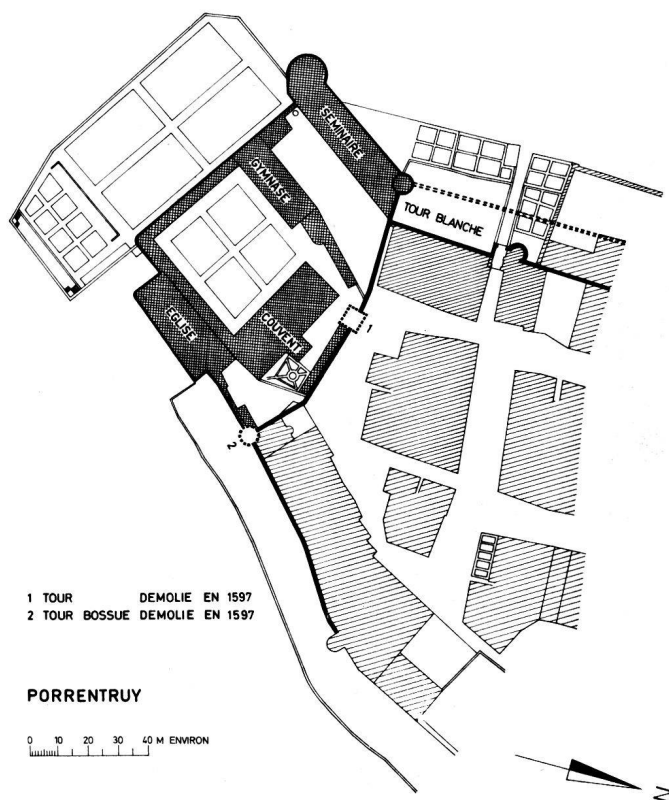 SEMINAIRE
GYMNASE
TOUR BLANCHE
COUVENT
EGLISE
1
2
1 TOUR DEMOLIE EN 1597
2 TOUR BOSSUE DEMOLIE EN 1597
PORRENTRUY
0 10 20 30 40 M ENVIRON
N